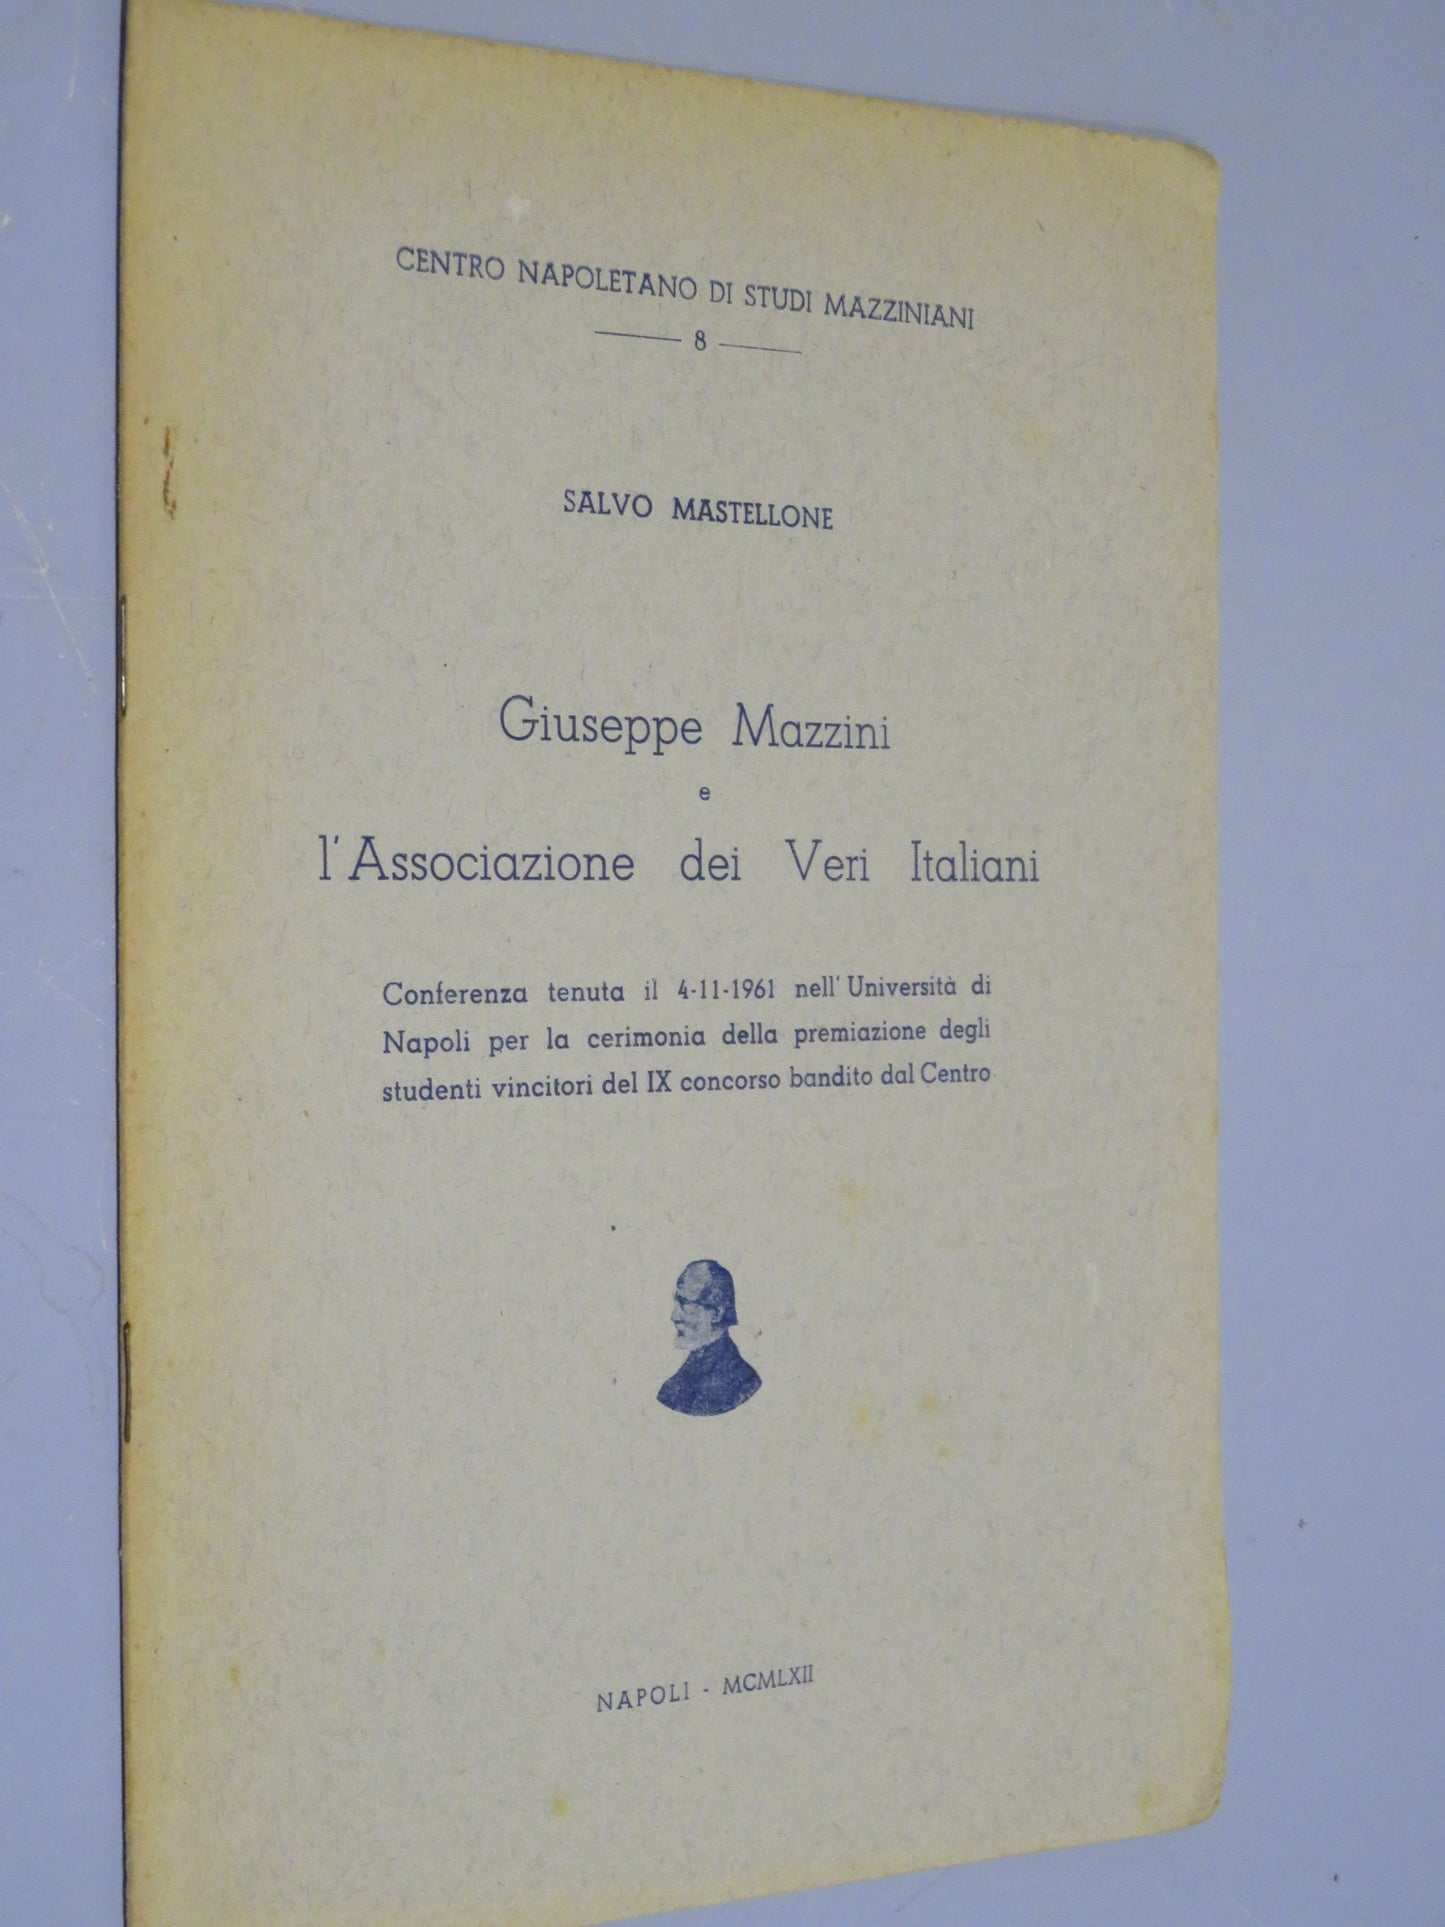 CENTRO NAPOLETANO DI STUDI MAZZINIANI
8
SALVO MASTELLONE
Giuseppe Mazzini
e
l'Associazione dei Veri Italiani
Conferenza tenuta il 4-11-1961 nell'Università di
Napoli per la cerimonia della premiazione degli
studenti vincitori del IX concorso bandito dal Centro
NAPOLI - MCMLXII